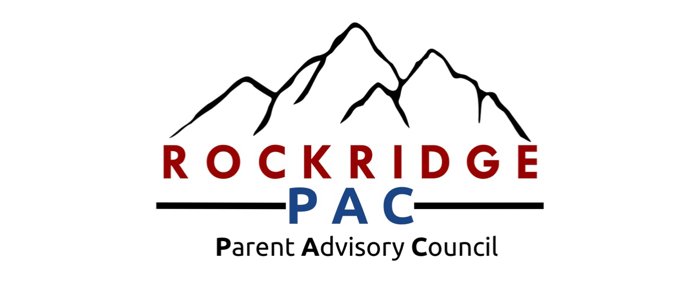 ROCKRIDGE
PAC
Parent Advisory Council